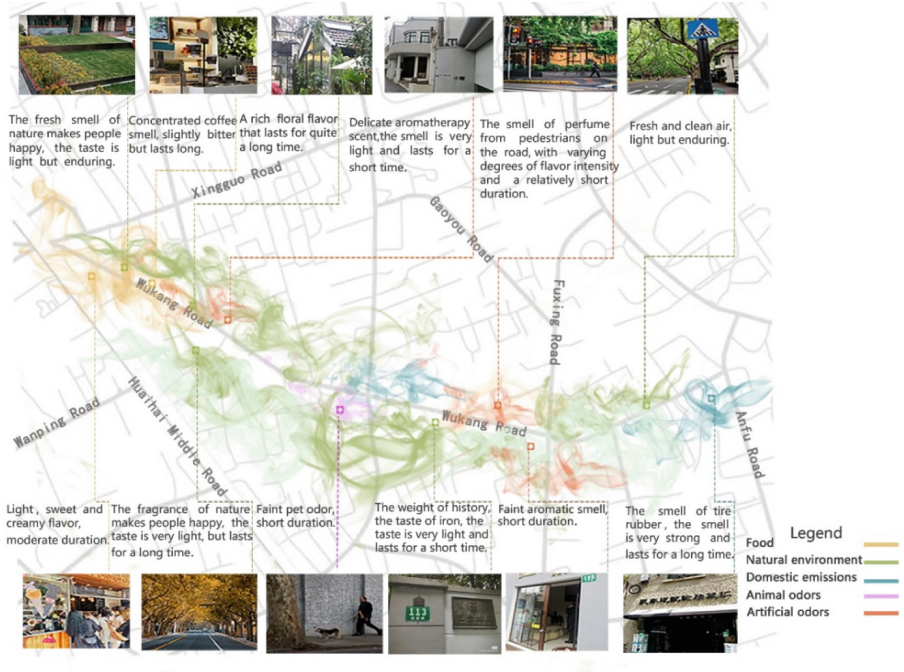 The fresh smell of
nature makes people
happy, the taste is
light but enduring.
Concentrated coffee
smell, slightly bitter
but lasts long.
A rich floral flavor
that lasts for quite
a long time.
Delicate aromatherapy
scent,the smell is very
light and lasts for a
short time.
The smell of perfume
from pedestrians on
the road, with varying
degrees of flavor intensity
and a relatively short
duration.
Fresh and clean air,
light but enduring.
Xingguo Road
Gaoyou Road
Wukang Road
Fuxing Road
Wanping Road
Huaihai Middle Road
Wukang Road
Anfu Road
Light , sweet and
creamy flavor,
moderate duration.
The fragrance of nature
makes people happy, the
taste is very light, but lasts
for a long time.
Faint pet odor,
short duration.
The weight of history,
the taste of iron, the
taste is very light and
lasts for a short time.
Faint aromatic smell,
short duration.
The smell of tire
rubber , the smell
is very strong and
lasts for a long time.
Legend
Food
Natural environment
Domestic emissions
Animal odors
Artificial odors
113